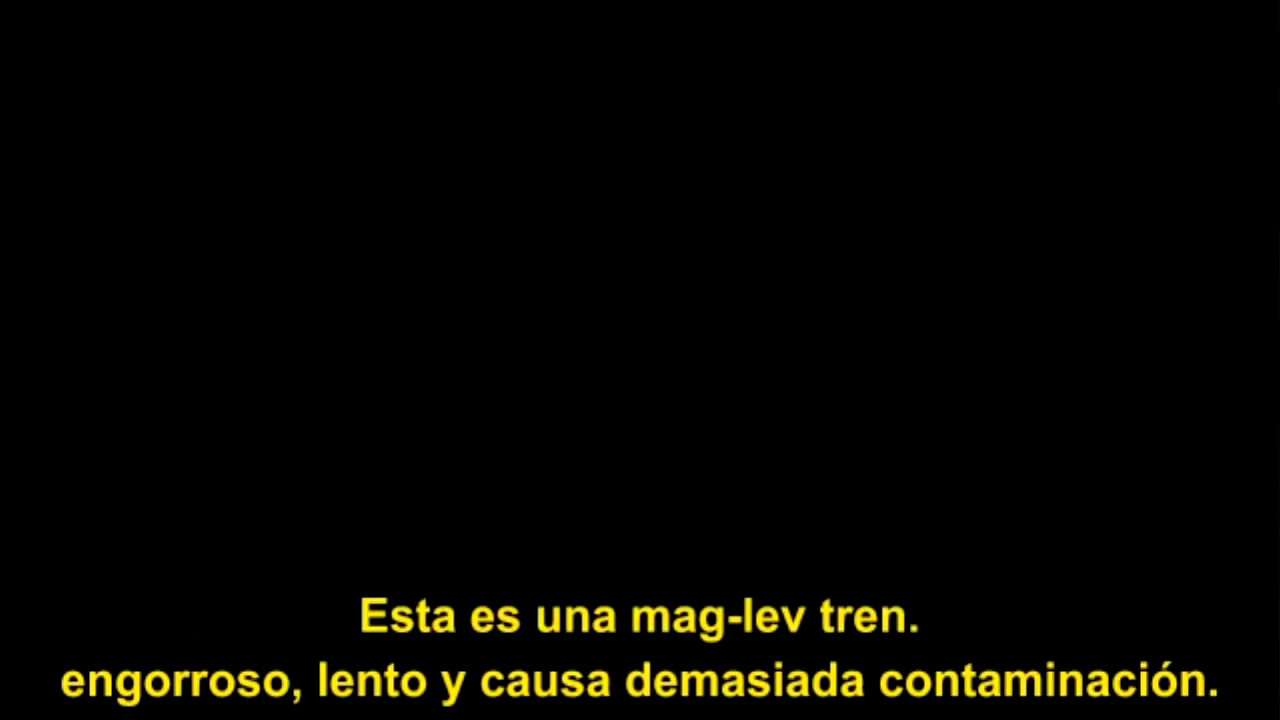 Esta es una mag-lev tren.
engorroso, lento y causa demasiada contaminación.